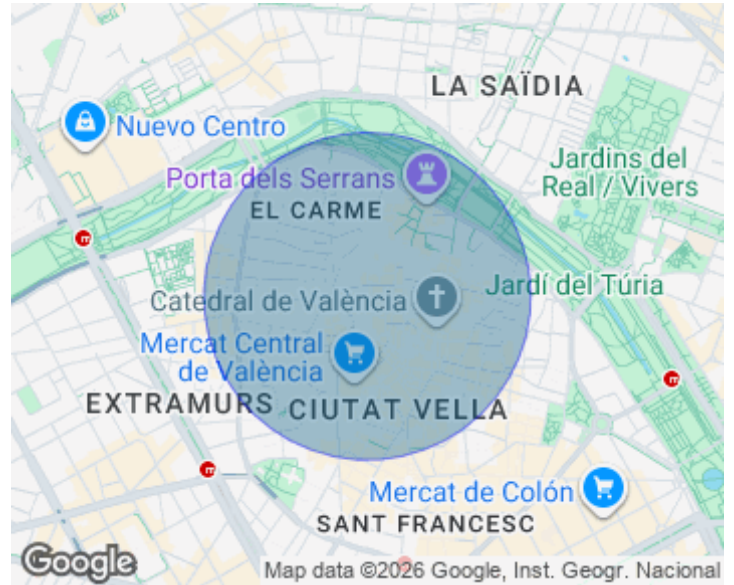 LA SAÏDIA
Nuevo Centro
Jardins del
Real / Vivers
Porta dels Serrans
EL CARME
Jardí del Túria
Catedral de València
Mercat Central
de València
EXTRAMURS
CIUTAT VELLA
Mercat de Colón
SANT FRANCESC
Google
Map data ©2026 Google, Inst. Geogr. Nacional